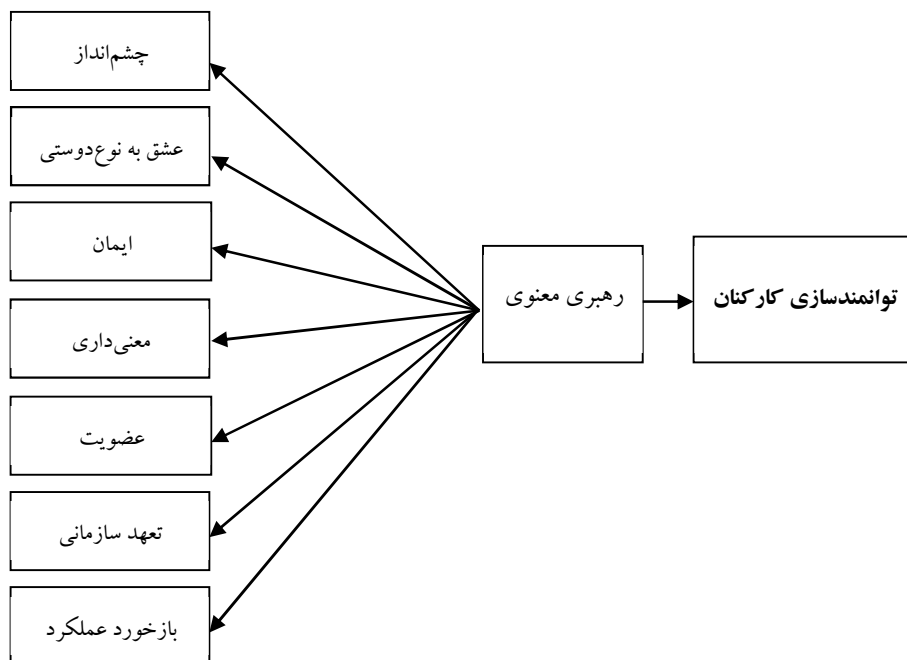 چشم‌انداز
عشق به نوع‌دوستی
ایمان
معنی‌داری
عضویت
تعهد سازمانی
بازخورد عملکرد
رهبری معنوی
توانمندسازی کارکنان